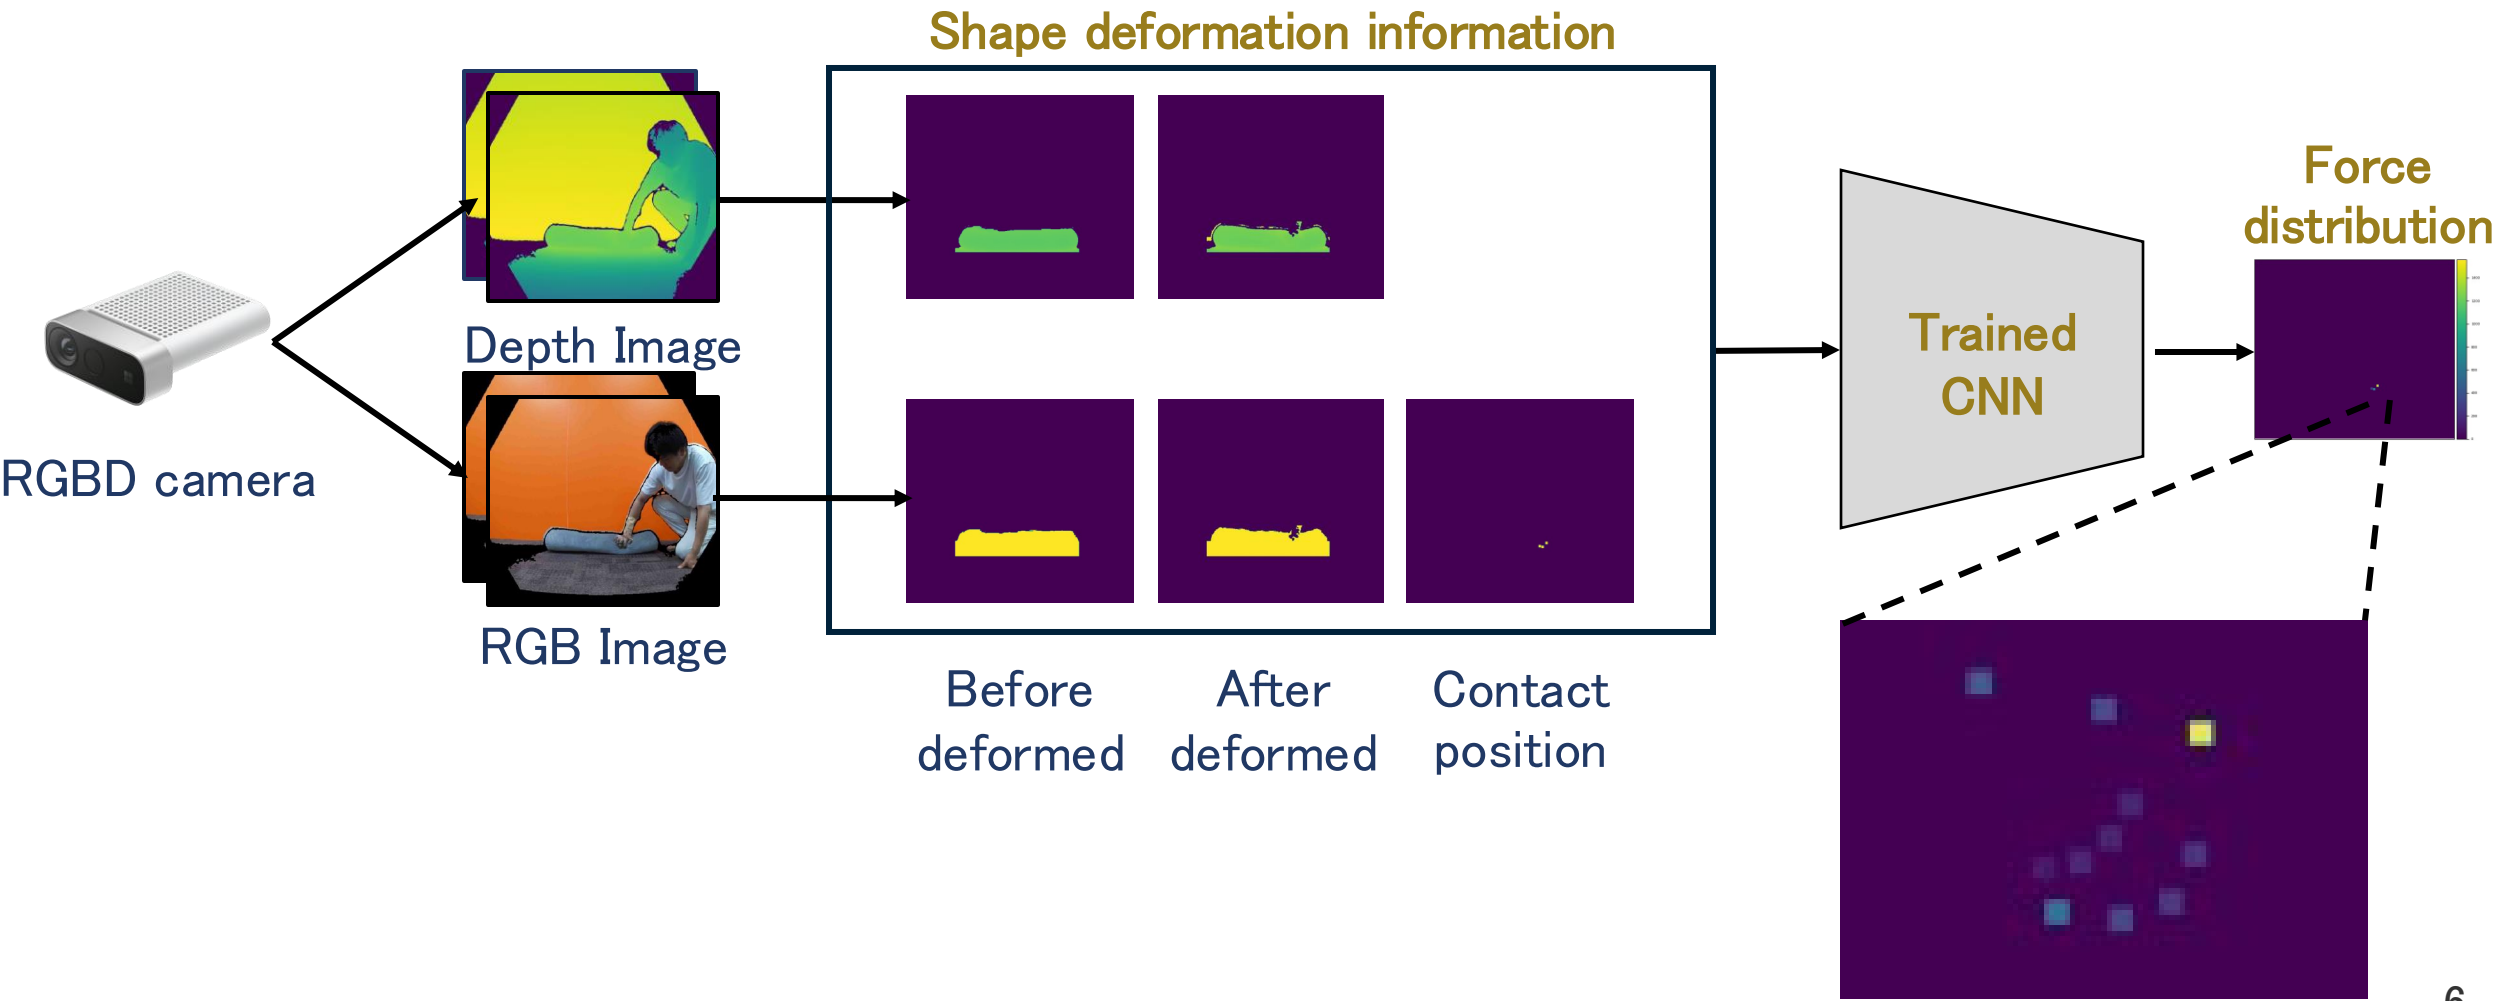 Shape deformation information
Force
distribution
Depth Image
Trained
CNN
RGBD camera
RGB Image
Before
deformed
After
deformed
Contact
position
6